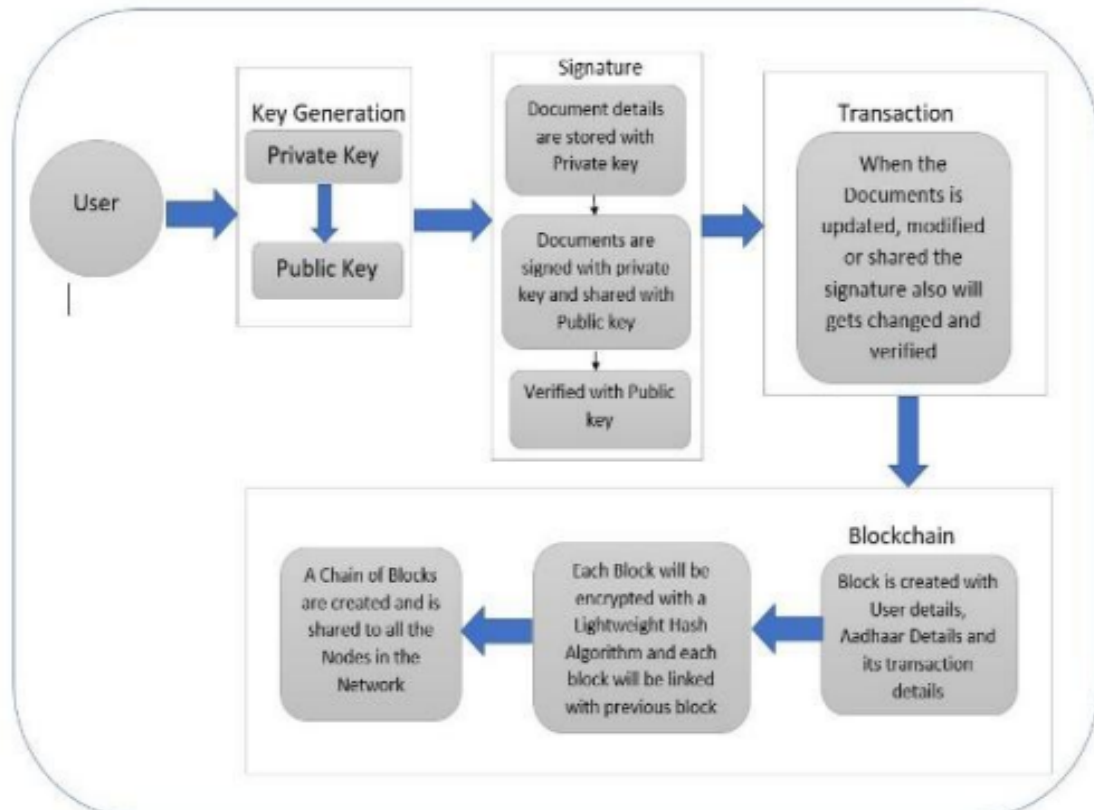 User
Key Generation
Private Key
Public Key
Signature
Document details
are stored with
Private key
Documents are
signed with private
key and shared with
Public key
Verified with Public
key
Transaction
When the
Documents is
updated, modified
or shared the
signature also will
gets changed and
verified
Blockchain
Block is created with
User details,
Aadhaar Details and
its transaction
details
Each Block will be
encrypted with a
Lightweight Hash
Algorithm and each
block will be linked
with previous block
A Chain of Blocks
are created and is
shared to all the
Nodes in the
Network